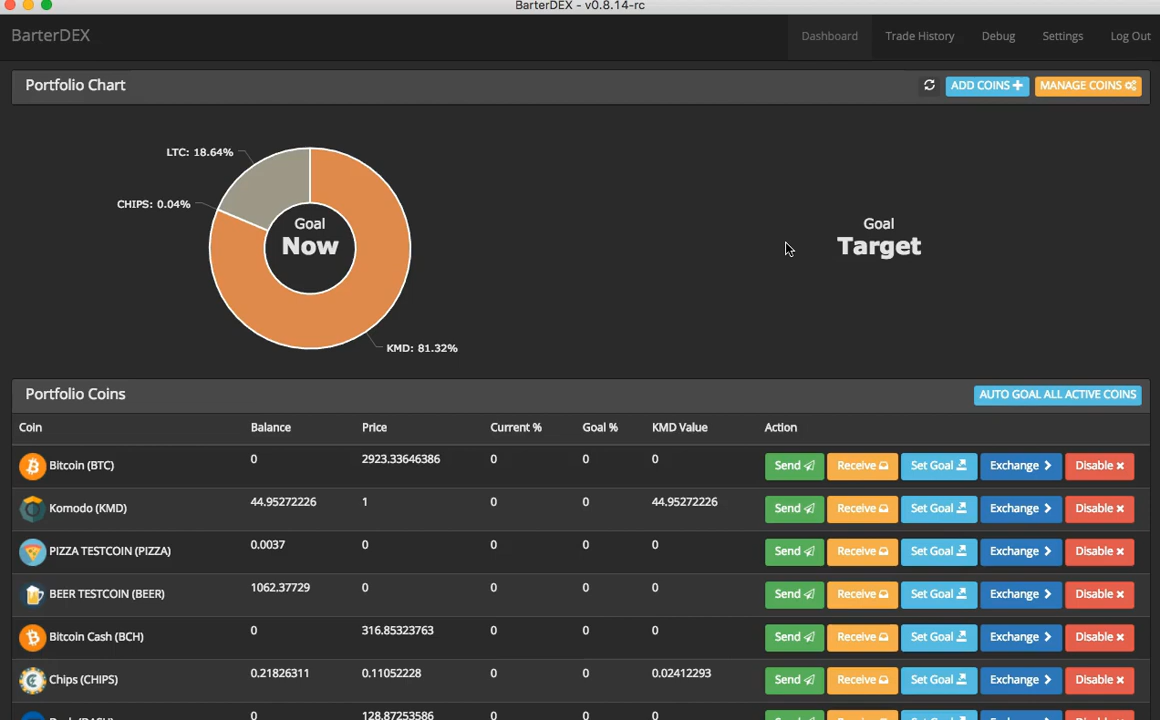 BarterDEX - v0.8.14-rc
BarterDEX Dashboard Trade History Debug Settings Log Out
Portfolio Chart ADD COINS MANAGE COINS
LTC: 18.64%
CHIPS: 0.04%
Goal
Now
KMD: 81.32%
Goal
Target
Portfolio Coins AUTO GOAL ALL ACTIVE COINS
Coin Balance Price Current % Goal % KMD Value Action
Bitcoin (BTC) 0 2923.33646386 0 0 0 Send Receive Set Goal Exchange Disable
Komodo (KMD) 44.95272226 1 0 0 44.95272226 Send Receive Set Goal Exchange Disable
PIZZA TESTCOIN (PIZZA) 0.0037 0 0 0 0 Send Receive Set Goal Exchange Disable
BEER TESTCOIN (BEER) 1062.37729 0 0 0 0 Send Receive Set Goal Exchange Disable
Bitcoin Cash (BCH) 0 316.85323763 0 0 0 Send Receive Set Goal Exchange Disable
Chips (CHIPS) 0.21826311 0.11052228 0 0 0.02412293 Send Receive Set Goal Exchange Disable
0 128.87253586 0 0 0